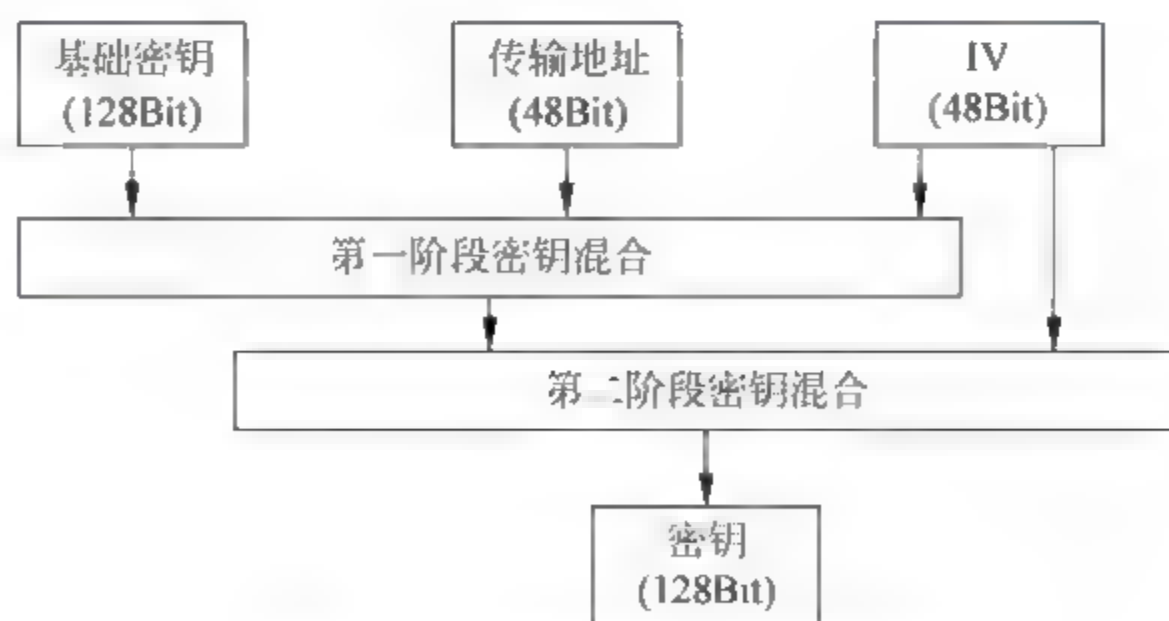 基础密钥
(128Bit)
传输地址
(48Bit)
IV
(48Bit)
第一阶段密钥混合
第二阶段密钥混合
密钥
(128Bit)